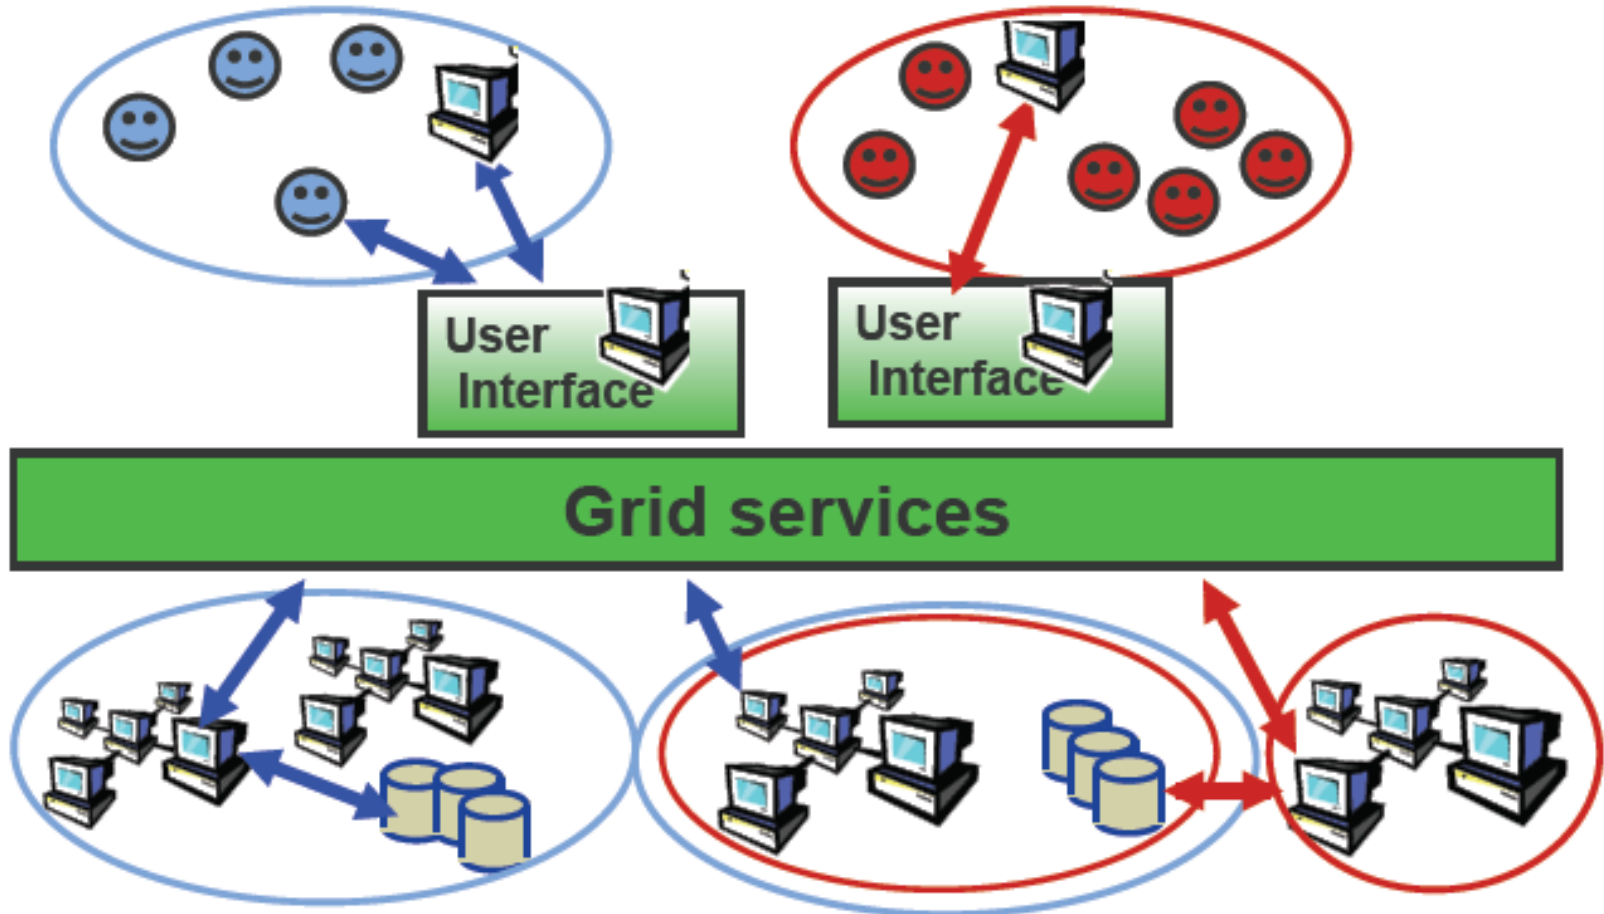 User
Interface
User
Interface
Grid services